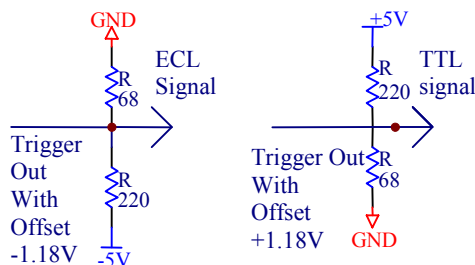 GND
R
68
ECL
Signal
Trigger
Out
With
Offset
-1.18V
R
220
-5V
+5V
R
220
TTL
signal
Trigger Out
With
Offset
+1.18V
R
68
GND